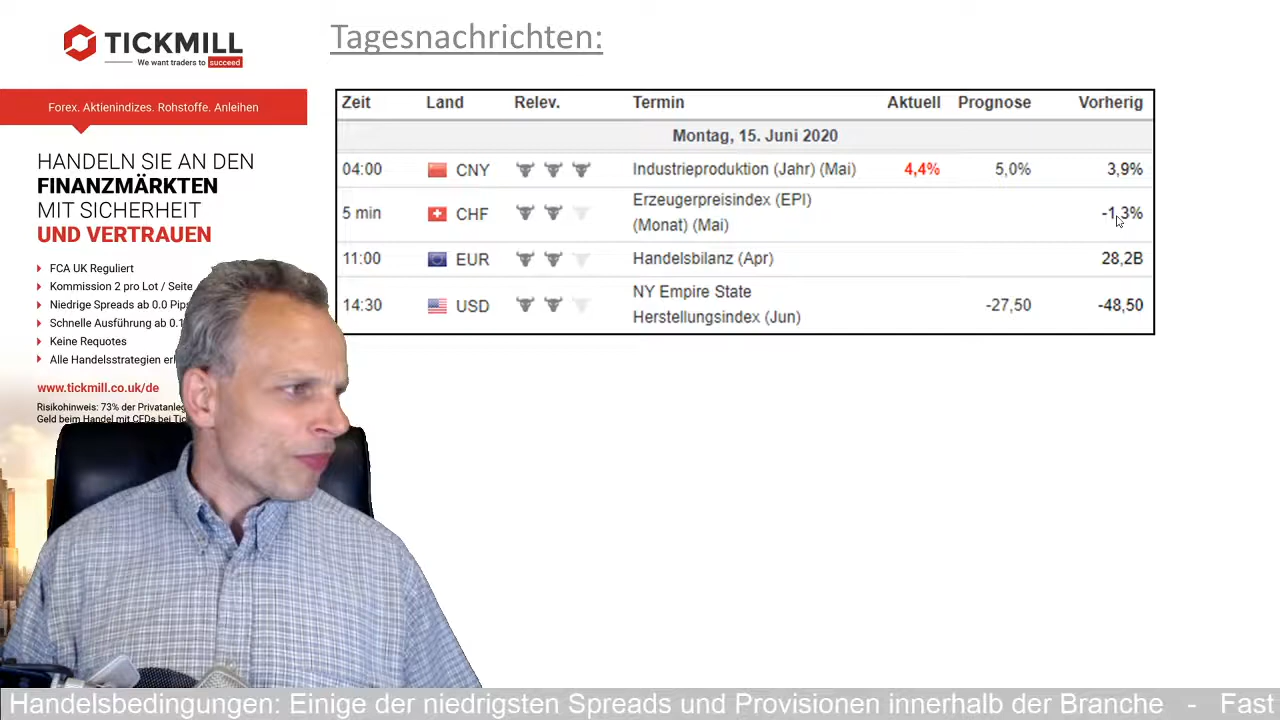 TICKMILL
We want traders to succeed
Forex. Aktienindizes. Rohstoffe. Anleihen
HANDELN SIE AN DEN
FINANZMÄRKTEN
MIT SICHERHEIT
UND VERTRAUEN
FCA UK Reguliert
Kommission 2 pro Lot / Seite
Niedrige Spreads ab 0.0 Pips
Schnelle Ausführung ab 0.1
Keine Requotes
Alle Handelsstrategien
www.tickmill.co.uk/de
Risikohinweis: 73% der
Geld beim Handel mit CFDs bei
Tagesnachrichten:
Zeit Land Relev. Termin Aktuell Prognose Vorherig
Montag, 15. Juni 2020
04:00 CNY Industrieproduktion (Jahr) (Mai) 4,4% 5,0% 3,9%
5 min CHF Erzeugerpreisindex (EPI)
(Monat) (Mai) -1,3%
11:00 EUR Handelsbilanz (Apr) 28,2B
14:30 USD NY Empire State
Herstellungsindex (Jun) -27,50 -48,50
Handelsbedingungen: Einige der niedrigsten Spreads und Provisionen innerhalb der Branche - Fast